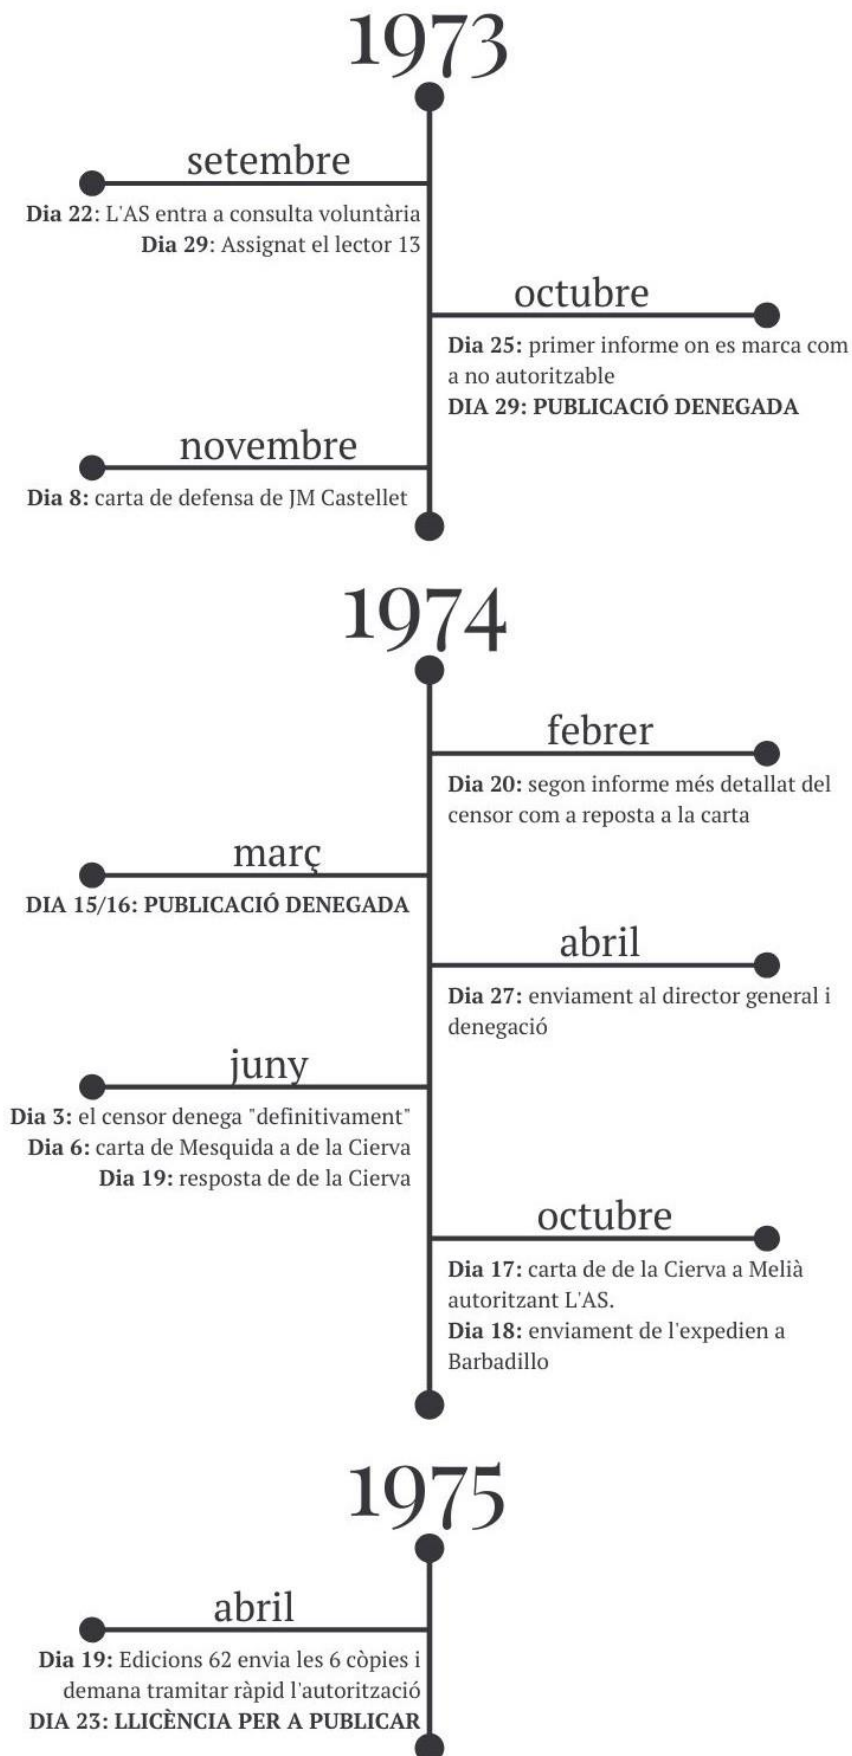 1973
setembre
Dia 22: L'AS entra a consulta voluntària
Dia 29: Assignat el lector 13
octubre
Dia 25: primer informe on es marca com
a no autoritzable
DIA 29: PUBLICACIÓ DENEGADA
novembre
Dia 8: carta de defensa de JM Castellet
1974
febrer
Dia 20: segon informe més detallat del
censor com a reposta a la carta
març
DIA 15/16: PUBLICACIÓ DENEGADA
abril
Dia 27: enviament al director general i
denegació
juny
Dia 3: el censor denega "definitivament"
Dia 6: carta de Mesquida a de la Cierva
Dia 19: resposta de de la Cierva
octubre
Dia 17: carta de de la Cierva a Melià
autoritzant L'AS.
Dia 18: enviament de l'expedien a
Barbadillo
1975
abril
Dia 19: Edicions 62 envia les 6 còpies i
demana tramitar ràpid l'autorització
DIA 23: LLICÈNCIA PER A PUBLICAR